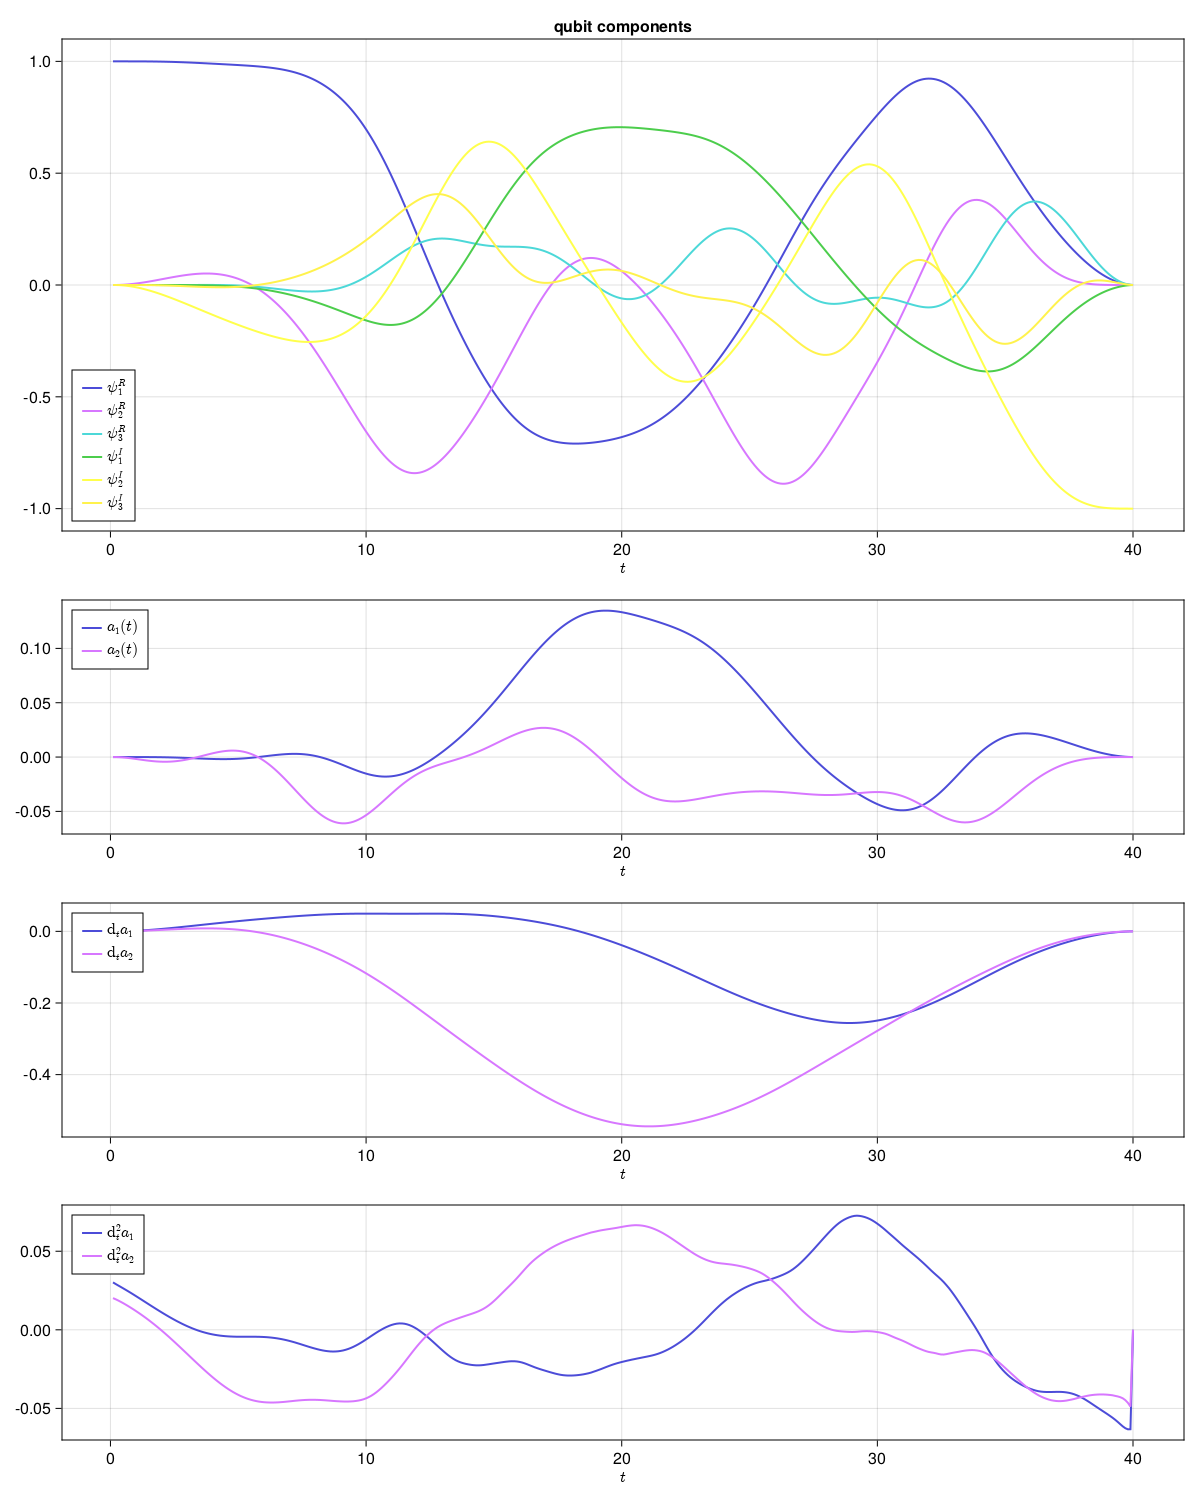 qubit components
1.0
0.5
0.0
-0.5
-1.0
ψ₁ᴿ
ψ₂ᴿ
ψ₃ᴿ
ψ₁ᴵ
ψ₂ᴵ
ψ₃ᴵ
0 10 20 30 40
t
0.10
0.05
0.00
-0.05
a₁(t)
a₂(t)
0 10 20 30 40
t
0.0
-0.2
-0.4
dₜa₁
dₜa₂
0 10 20 30 40
t
0.05
0.00
-0.05
dₜ²a₁
dₜ²a₂
0 10 20 30 40
t